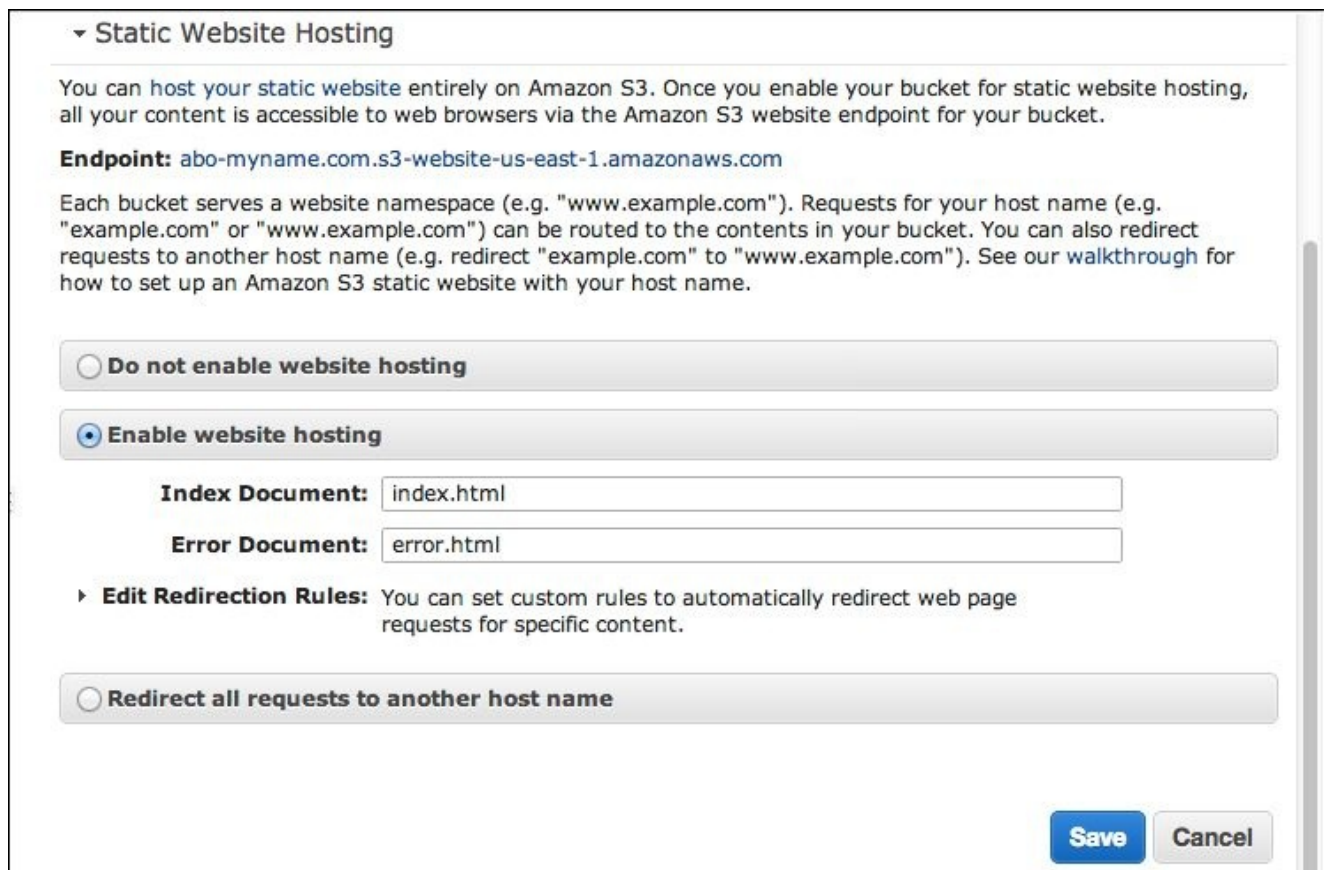 Static Website Hosting
You can host your static website entirely on Amazon S3. Once you enable your bucket for static website hosting,
all your content is accessible to web browsers via the Amazon S3 website endpoint for your bucket.
Endpoint: abo-myname.com.s3-website-us-east-1.amazonaws.com
Each bucket serves a website namespace (e.g. "www.example.com"). Requests for your host name (e.g.
"example.com" or "www.example.com") can be routed to the contents in your bucket. You can also redirect
requests to another host name (e.g. redirect "example.com" to "www.example.com"). See our walkthrough for
how to set up an Amazon S3 static website with your host name.
Do not enable website hosting
Enable website hosting
Index Document: index.html
Error Document: error.html
Edit Redirection Rules: You can set custom rules to automatically redirect web page
requests for specific content.
Redirect all requests to another host name
Save Cancel